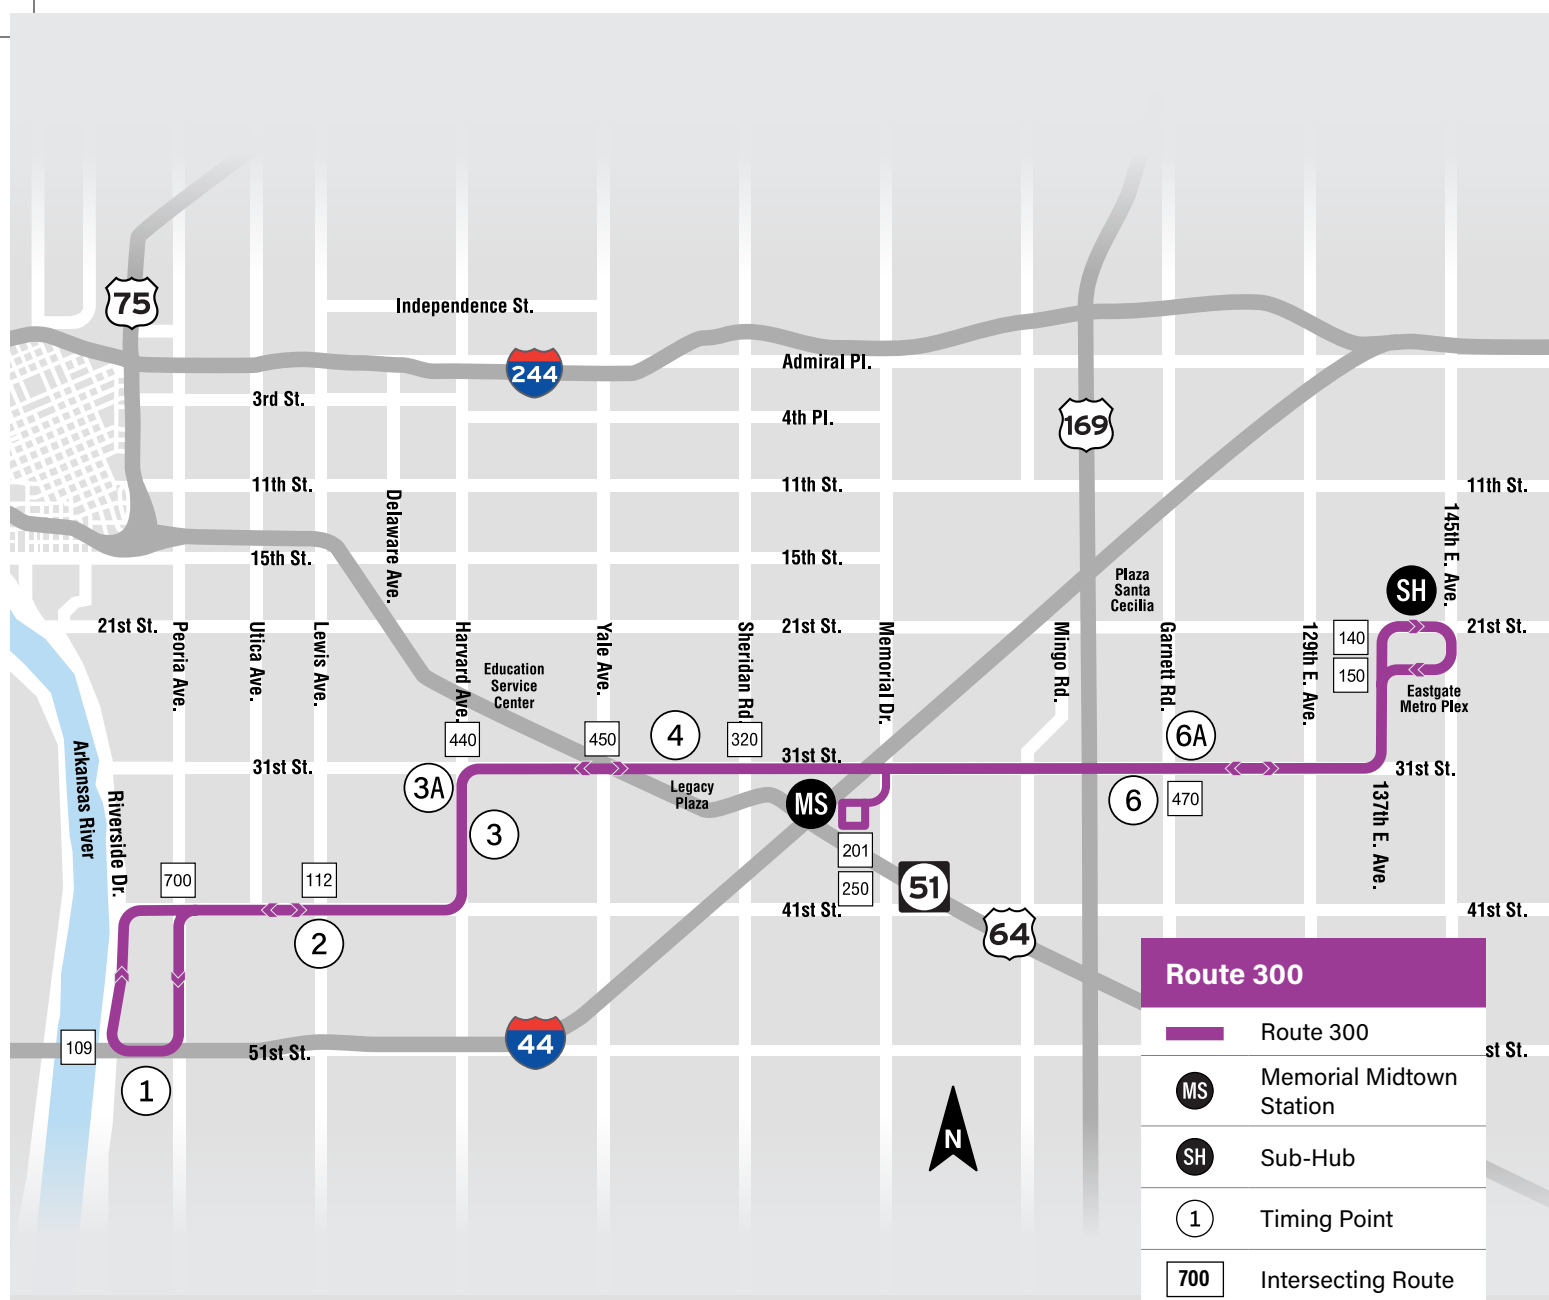 75
Independence St.
244
Admiral Pl.
3rd St.
4th Pl.
169
11th St.
11th St.
11th St.
Delaware Ave.
145th E. Ave.
15th St.
15th St.
Plaza
Santa
Cecilia
SH
21st St.
Peoria Ave.
Utica Ave.
Lewis Ave.
Harvard Ave.
Yale Ave.
Sheridan Rd.
21st St.
Memorial Dr.
Mingo Rd.
Garnett Rd.
129th E. Ave.
140
150
21st St.
Education
Service
Center
Eastgate
Metro Plex
440
450
4
320
6A
31st St.
31st St.
31st St.
3A
Legacy
Plaza
MS
6
470
137th E. Ave.
Arkansas River
Riverside Dr.
3
201
250
51
700
112
41st St.
41st St.
2
64
109
51st St.
44
st St.
1
N
Route 300
Route 300
MS
Memorial Midtown
Station
SH
Sub-Hub
1
Timing Point
700
Intersecting Route